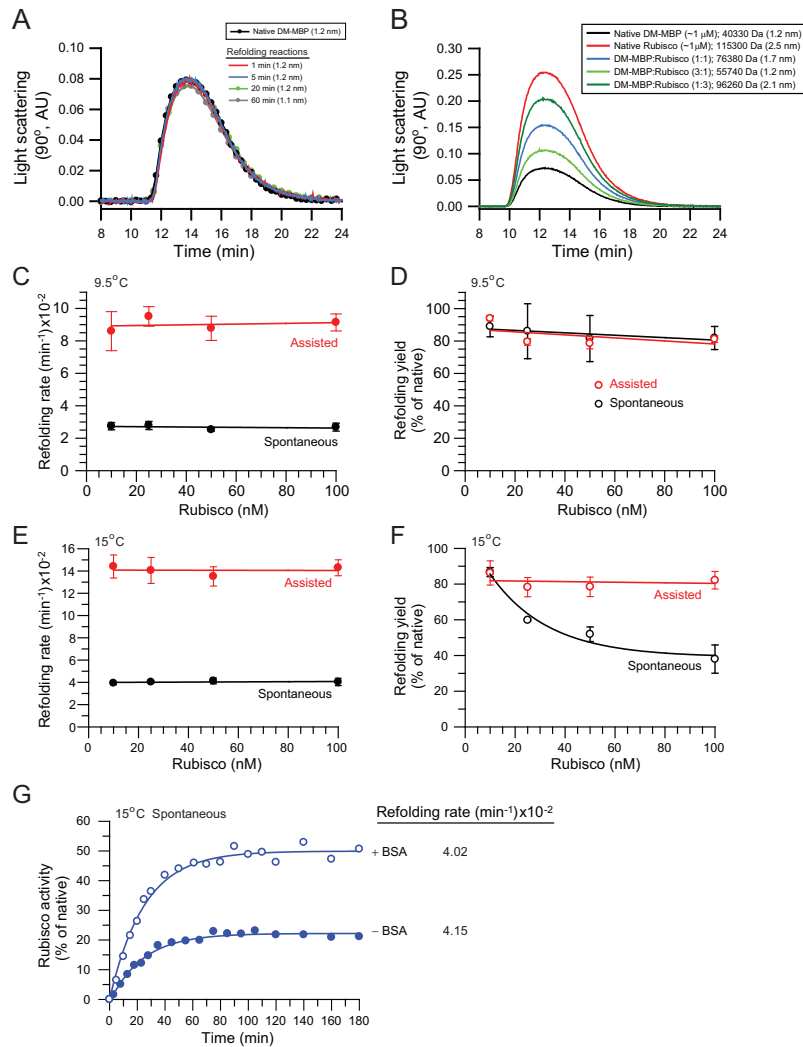 A
Native DM-MBP (1.2 nm)
Refolding reactions
1 min (1.2 nm)
5 min (1.2 nm)
20 min (1.2 nm)
60 min (1.1 nm)
Light scattering
(90°, AU)
0.10
0.08
0.06
0.04
0.02
0.00
8 10 12 14 16 18 20 22 24
Time (min)
B
Native DM-MBP (~1 μM); 40330 Da (1.2 nm)
Native Rubisco (~1μM); 115300 Da (2.5 nm)
DM-MBP:Rubisco (1:1); 76380 Da (1.7 nm)
DM-MBP:Rubisco (3:1); 55740 Da (1.2 nm)
DM-MBP:Rubisco (1:3); 96260 Da (2.1 nm)
Light scattering
(90°, AU)
0.30
0.25
0.20
0.15
0.10
0.05
0.00
8 10 12 14 16 18 20 22 24
Time (min)
C
9.5°C
Refolding rate (min-1)x10-2
10
8
6
4
2
0
Assisted
Spontaneous
0 20 40 60 80 100
Rubisco (nM)
D
9.5°C
Refolding yield
(% of native)
100
80
60
40
20
0
Assisted
Spontaneous
0 20 40 60 80 100
Rubisco (nM)
E
15°C
Refolding rate (min-1)x10-2
16
14
12
10
8
6
4
2
0
Assisted
Spontaneous
0 20 40 60 80 100
Rubisco (nM)
F
15°C
Refolding yield
(% of native)
100
80
60
40
20
0
Assisted
Spontaneous
0 20 40 60 80 100
Rubisco (nM)
G
15°C Spontaneous
Refolding rate (min-1)x10-2
Rubisco activity
(% of native)
60
50
40
30
20
10
0
+ BSA 4.02
– BSA 4.15
0 20 40 60 80 100 120 140 160 180
Time (min)